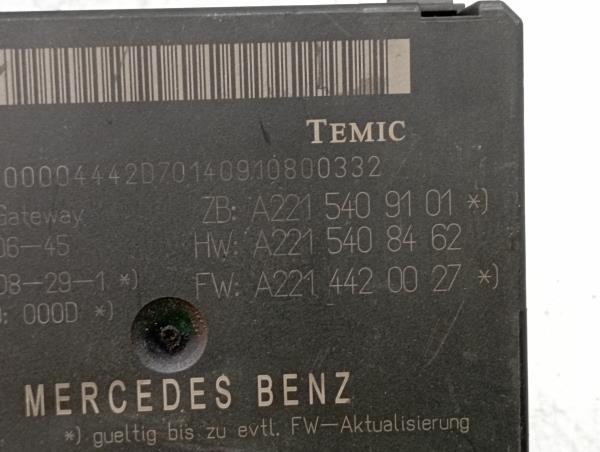 TEMIC
00004442D70140910800332
Gateway ZB: A221 540 91 01 *)
06-45 HW: A221 540 84 62
08-29-1 *) FW: A221 442 00 27 *)
: 000D *)
MERCEDES BENZ
*) gueltig bis zu evtl. FW-Aktualisierung